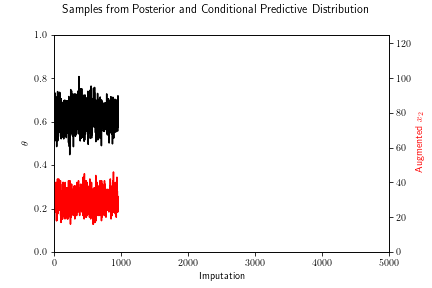 Samples from Posterior and Conditional Predictive Distribution
1.0
0.8
0.6
0.4
0.2
0.0
θ
120
100
80
60
40
20
0
Augmented x₂
0 1000 2000 3000 4000 5000
Imputation